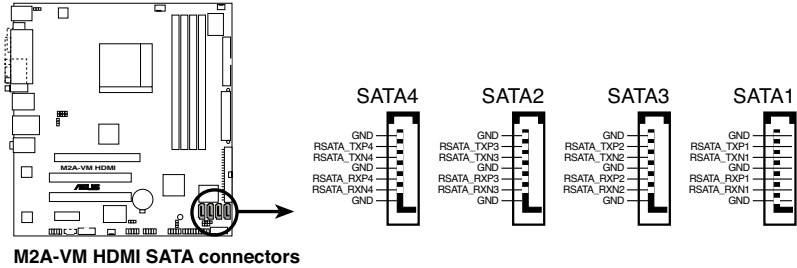 M2A-VM HDMI
ASUS
SATA4
GND
RSATA_TXP4
RSATA_TXN4
GND
RSATA_RXP4
RSATA_RXN4
GND
SATA2
GND
RSATA_TXP3
RSATA_TXN3
GND
RSATA_RXP3
RSATA_RXN3
GND
SATA3
GND
RSATA_TXP2
RSATA_TXN2
GND
RSATA_RXP2
RSATA_RXN2
GND
SATA1
GND
RSATA_TXP1
RSATA_TXN1
GND
RSATA_RXP1
RSATA_RXN1
GND
M2A-VM HDMI SATA connectors